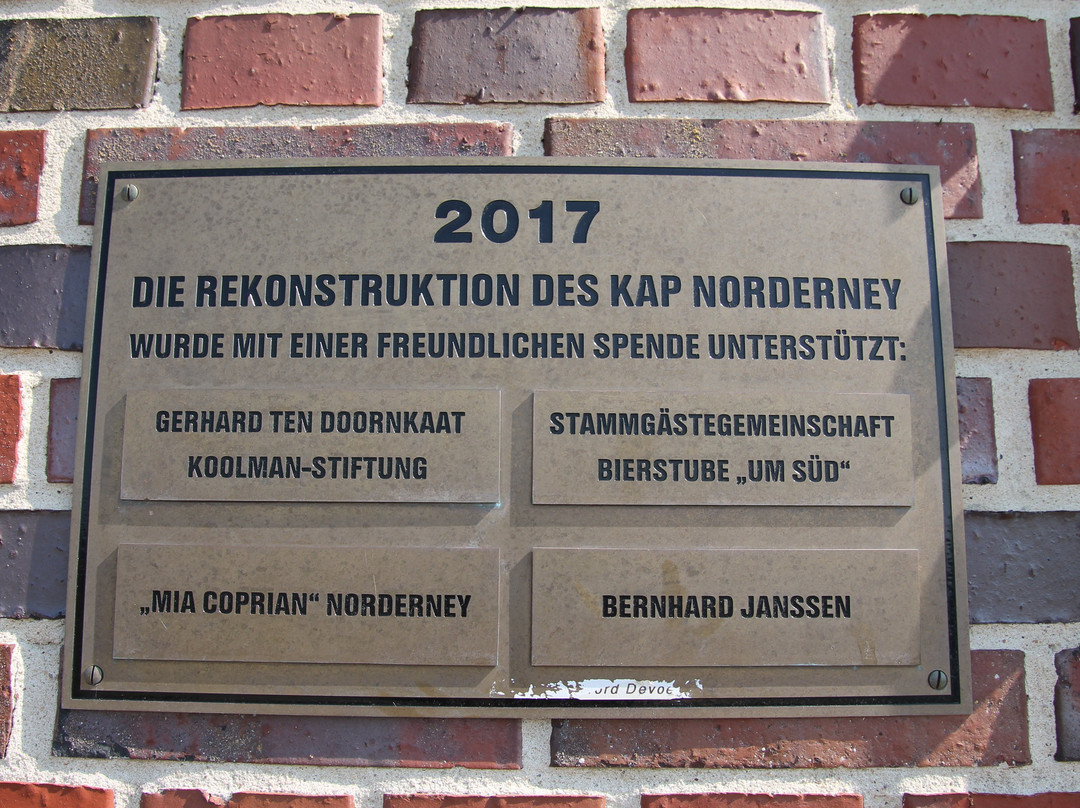 2017
DIE REKONSTRUKTION DES KAP NORDERNEY
WURDE MIT EINER FREUNDLICHEN SPENDE UNTERSTÜTZT:
GERHARD TEN DOORNKAAT
KOOLMAN-STIFTUNG
STAMMGÄSTEGEMEINSCHAFT
BIERSTUBE „UM SÜD“
„MIA COPRIAN“ NORDERNEY
BERNHARD JANSSEN